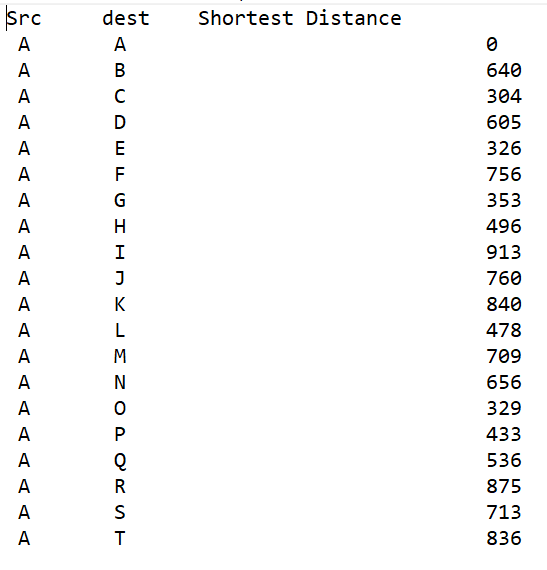 Src dest Shortest Distance
A A 0
A B 640
A C 304
A D 605
A E 326
A F 756
A G 353
A H 496
A I 913
A J 760
A K 840
A L 478
A M 709
A N 656
A O 329
A P 433
A Q 536
A R 875
A S 713
A T 836